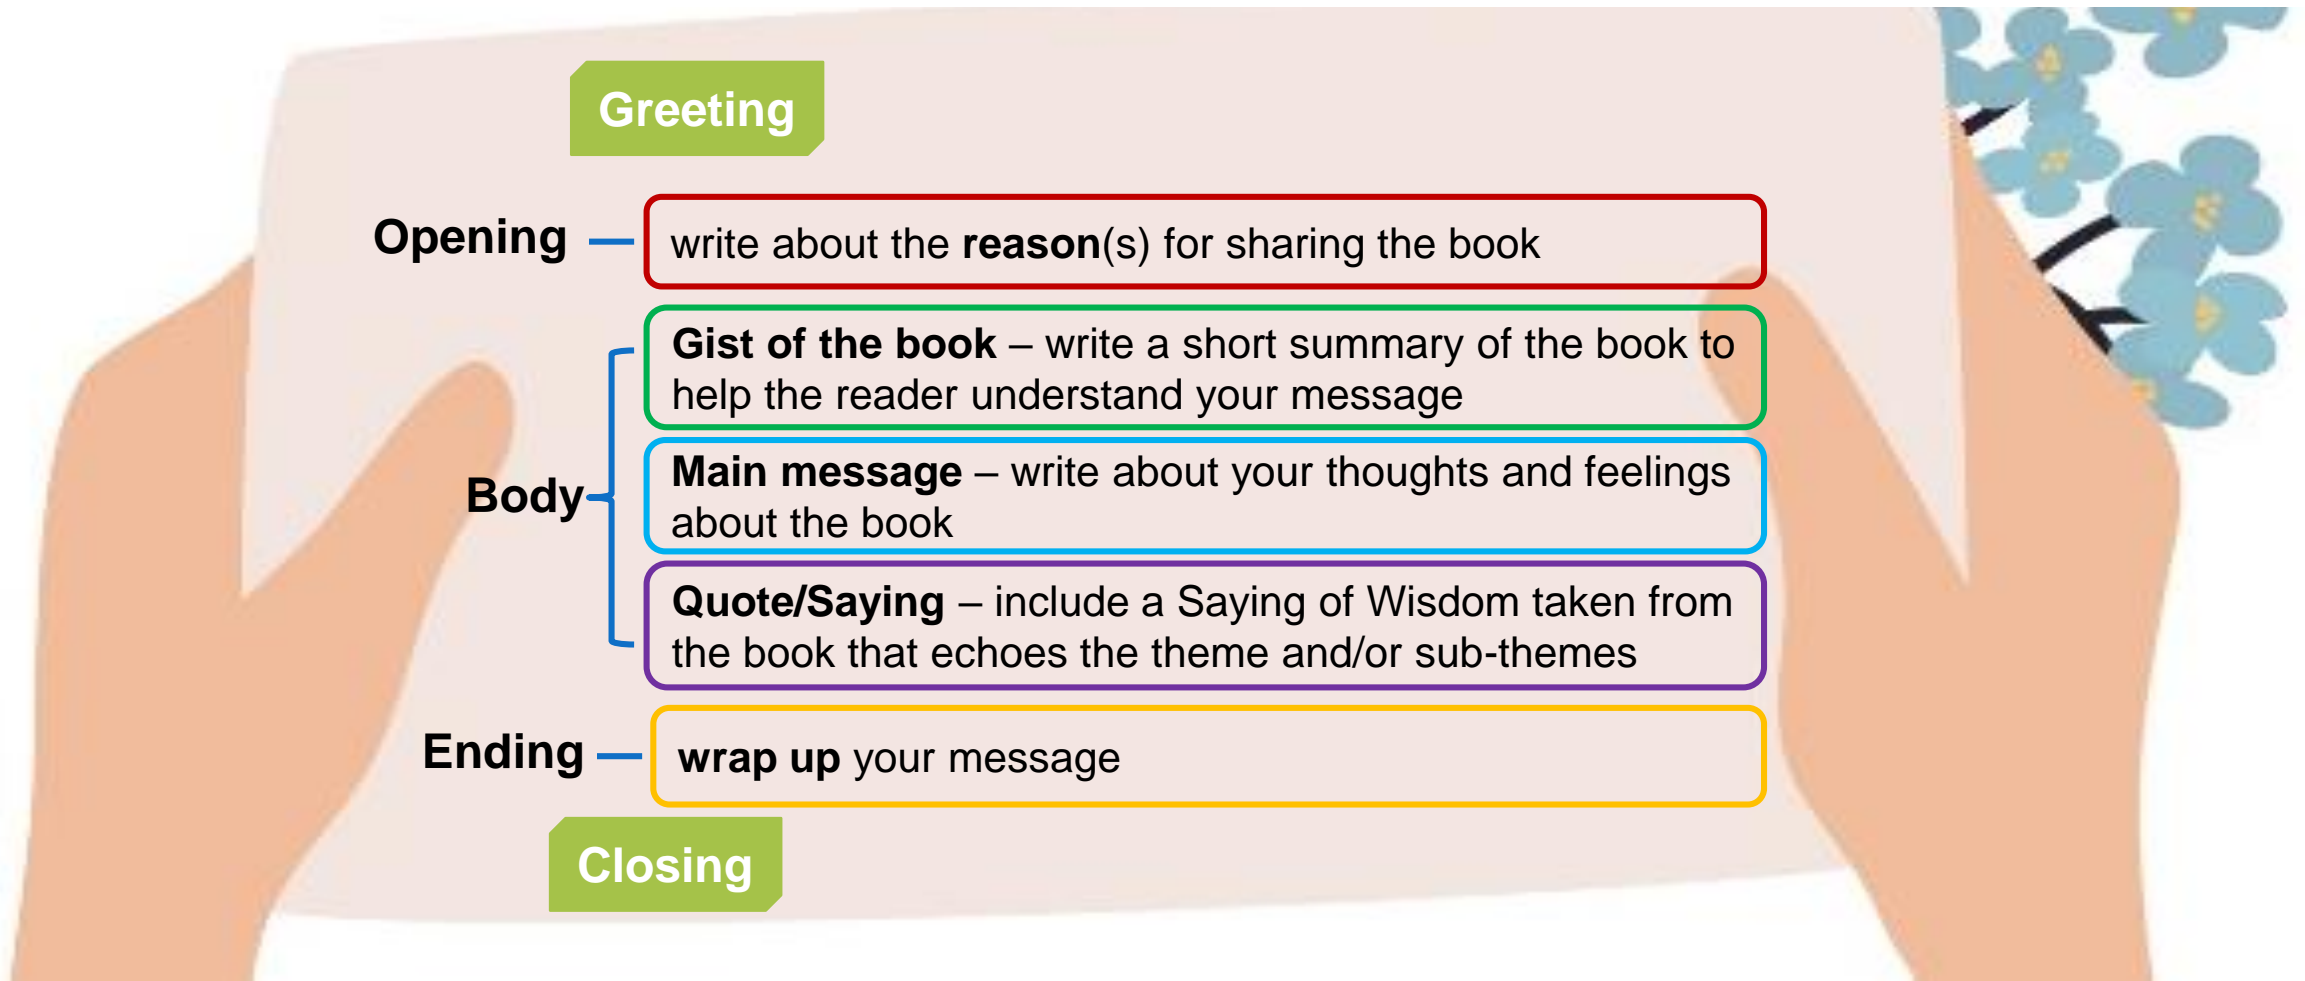 Greeting
Opening
write about the reason(s) for sharing the book
Gist of the book – write a short summary of the book to
help the reader understand your message
Body
Main message – write about your thoughts and feelings
about the book
Quote/Saying – include a Saying of Wisdom taken from
the book that echoes the theme and/or sub-themes
Ending
wrap up your message
Closing